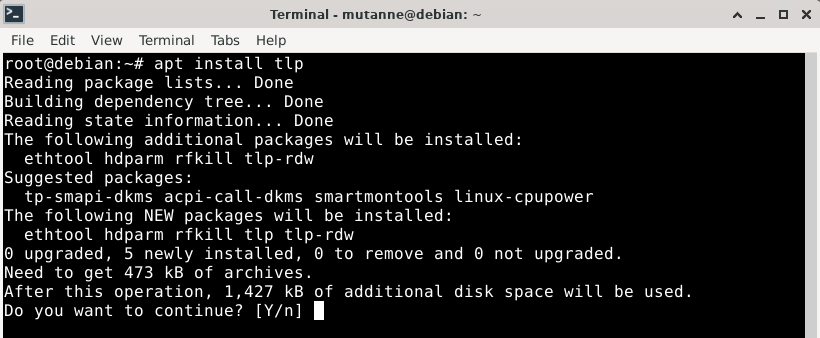 Terminal - mutanne@debian: ~
File Edit View Terminal Tabs Help
root@debian:~# apt install tlp
Reading package lists... Done
Building dependency tree... Done
Reading state information... Done
The following additional packages will be installed:
  ethtool hdparm rfkill tlp-rdw
Suggested packages:
  tp-smapi-dkms acpi-call-dkms smartmontools linux-cpupower
The following NEW packages will be installed:
  ethtool hdparm rfkill tlp tlp-rdw
0 upgraded, 5 newly installed, 0 to remove and 0 not upgraded.
Need to get 473 kB of archives.
After this operation, 1,427 kB of additional disk space will be used.
Do you want to continue? [Y/n]